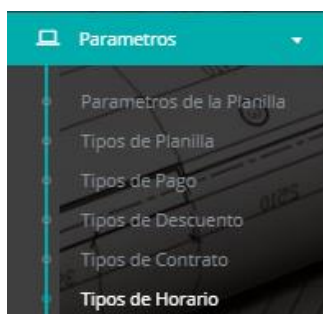 Parametros
Parametros de la Planilla
Tipos de Planilla
Tipos de Pago
Tipos de Descuento
Tipos de Contrato
Tipos de Horario